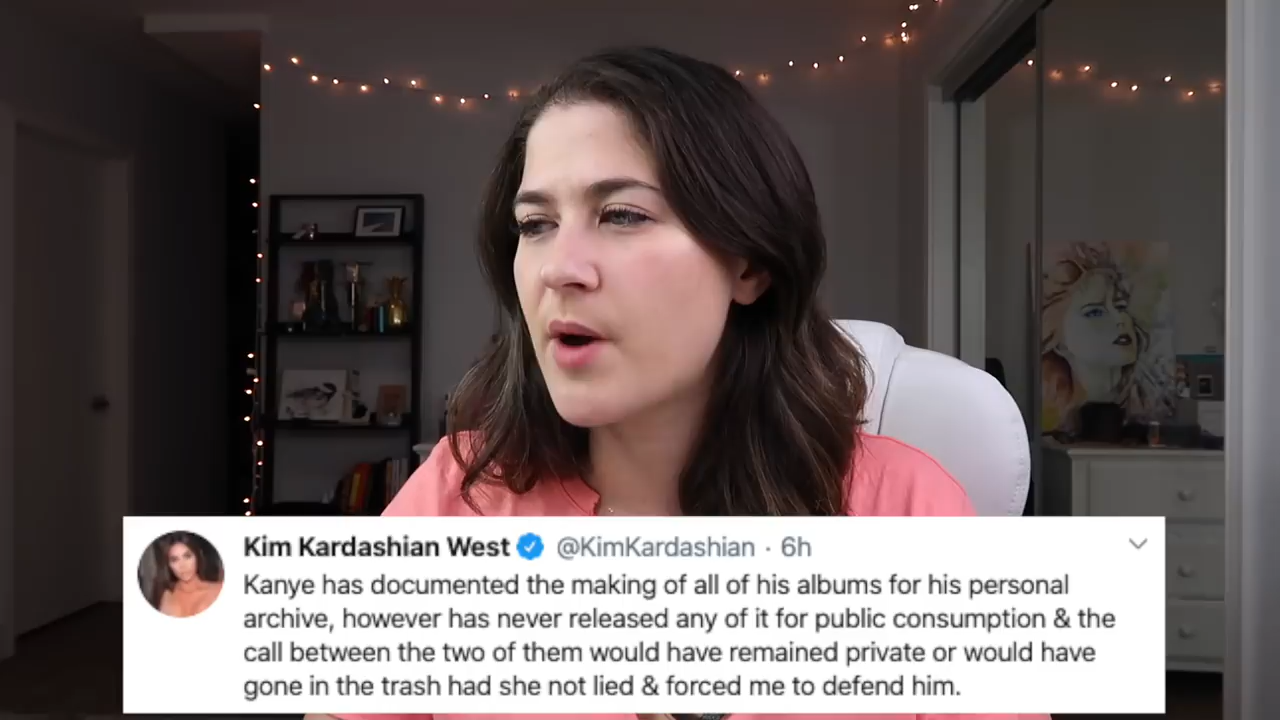 Kim Kardashian West @KimKardashian · 6h
Kanye has documented the making of all of his albums for his personal
archive, however has never released any of it for public consumption & the
call between the two of them would have remained private or would have
gone in the trash had she not lied & forced me to defend him.